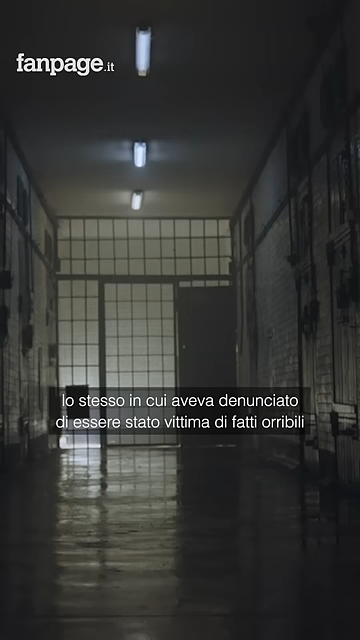 fanpage.it
lo stesso in cui aveva denunciato
di essere stato vittima di fatti orribili